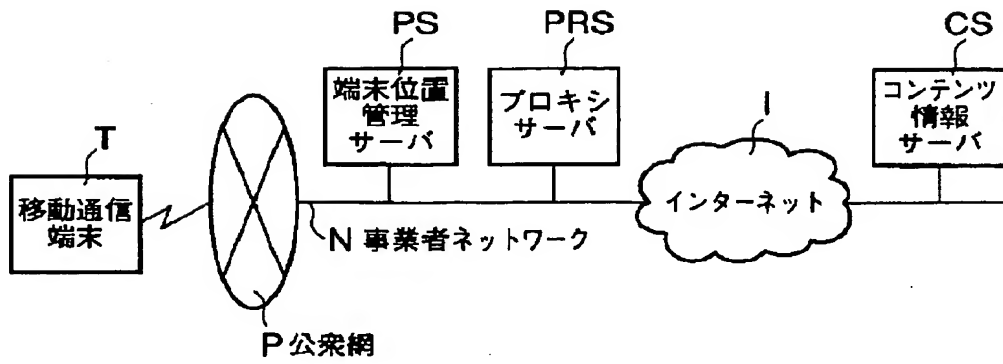 PS
PRS
CS
端末位置
管理
サーバ
プロキシ
サーバ
コンテンツ
情報
サーバ
T
I
移動通信
端末
インターネット
N 事業者ネットワーク
P 公衆網